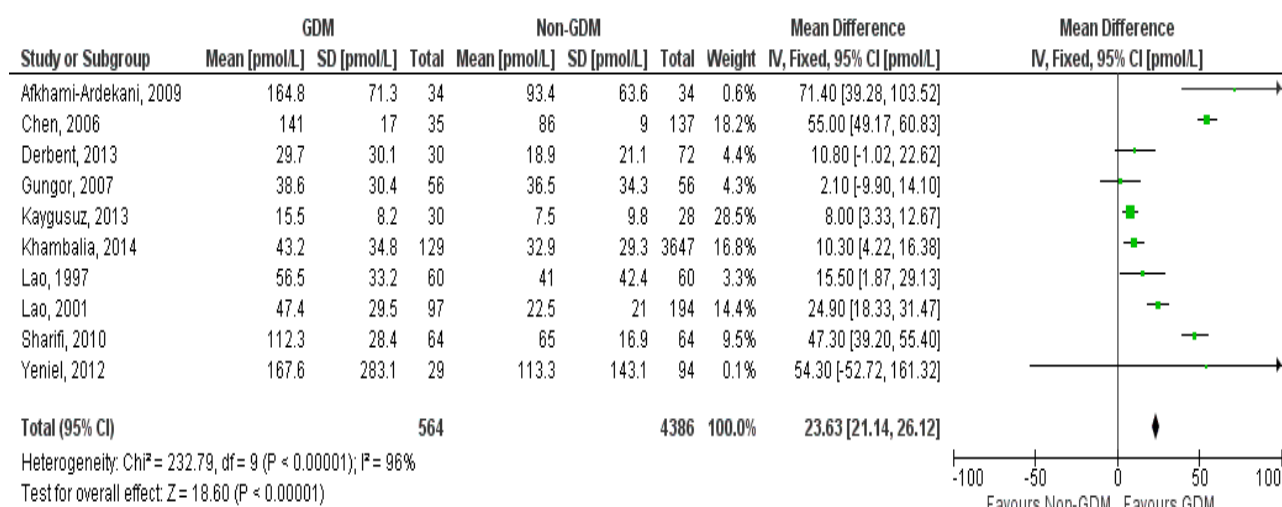 GDM Non-GDM Mean Difference Mean Difference
Study or Subgroup Mean [pmol/L] SD [pmol/L] Total Mean [pmol/L] SD [pmol/L] Total Weight IV, Fixed, 95% CI [pmol/L] IV, Fixed, 95% CI [pmol/L]
Afkhami-Ardekani, 2009 164.8 71.3 34 93.4 63.6 34 0.6% 71.40 [39.28, 103.52]
Chen, 2006 141 17 35 86 9 137 18.2% 55.00 [49.17, 60.83]
Derbent, 2013 29.7 30.1 30 18.9 21.1 72 4.4% 10.80 [-1.02, 22.62]
Gungor, 2007 38.6 30.4 56 36.5 34.3 56 4.3% 2.10 [-9.90, 14.10]
Kaygusuz, 2013 15.5 8.2 30 7.5 9.8 28 28.5% 8.00 [3.33, 12.67]
Khambalia, 2014 43.2 34.8 129 32.9 29.3 3647 16.8% 10.30 [4.22, 16.38]
Lao, 1997 56.5 33.2 60 41 42.4 60 3.3% 15.50 [1.87, 29.13]
Lao, 2001 47.4 29.5 97 22.5 21 194 14.4% 24.90 [18.33, 31.47]
Sharifi, 2010 112.3 28.4 64 65 16.9 64 9.5% 47.30 [39.20, 55.40]
Yeniel, 2012 167.6 283.1 29 113.3 143.1 94 0.1% 54.30 [-52.72, 161.32]
Total (95% CI) 564 4386 100.0% 23.63 [21.14, 26.12]
Heterogeneity: Chi² = 232.79, df = 9 (P < 0.00001); I² = 96%
Test for overall effect: Z = 18.60 (P < 0.00001)
-100 -50 0 50 100
Favours Non-GDM Favours GDM